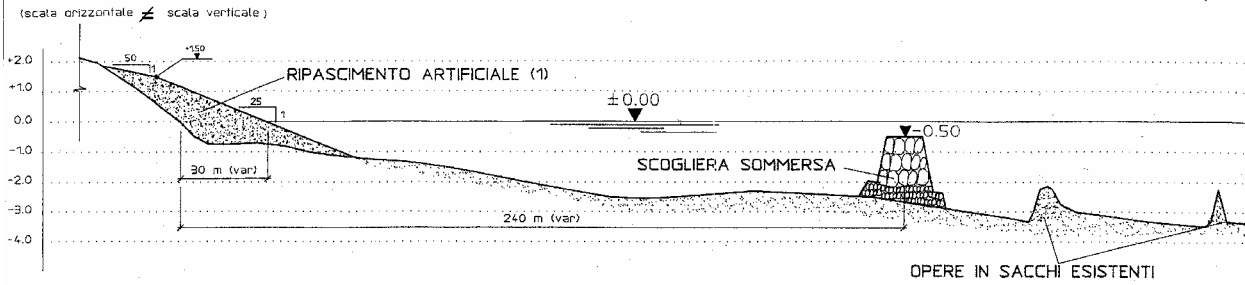 (scala orizzontale ≠ scala verticale)
50
1
+1.50
+2.0
RIPASCIMENTO ARTIFICIALE (1)
+1.0
25
1
±0.00
0.0
-0.50
-1.0
SCOGLIERA SOMMERSA
30 m (var)
-2.0
240 m (var)
-3.0
-4.0
OPERE IN SACCHI ESISTENTI